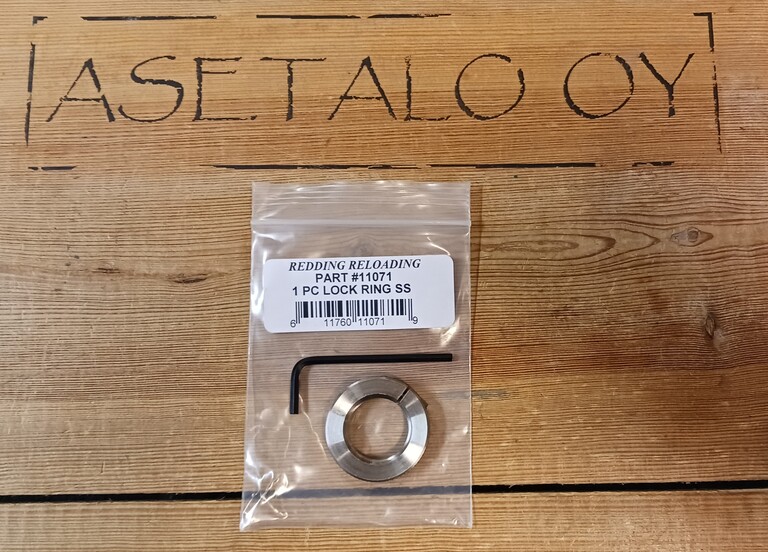 ASETALO OY
REDDING RELOADING
PART #11071
1 PC LOCK RING SS
6 11760 11071 9